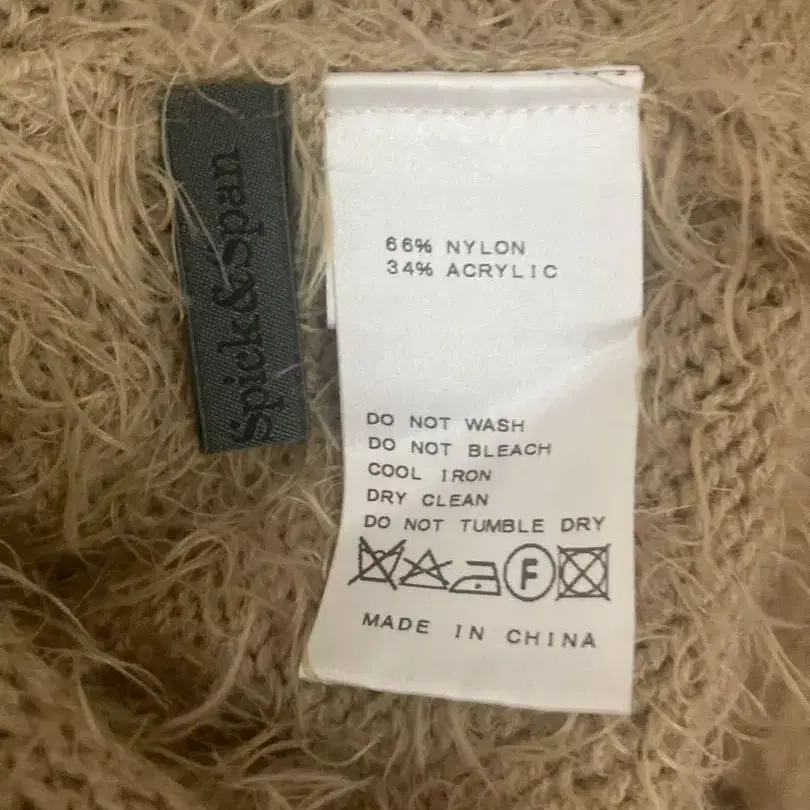 Spick&Span
66% NYLON
34% ACRYLIC
DO NOT WASH
DO NOT BLEACH
COOL IRON
DRY CLEAN
DO NOT TUMBLE DRY
F
MADE IN CHINA